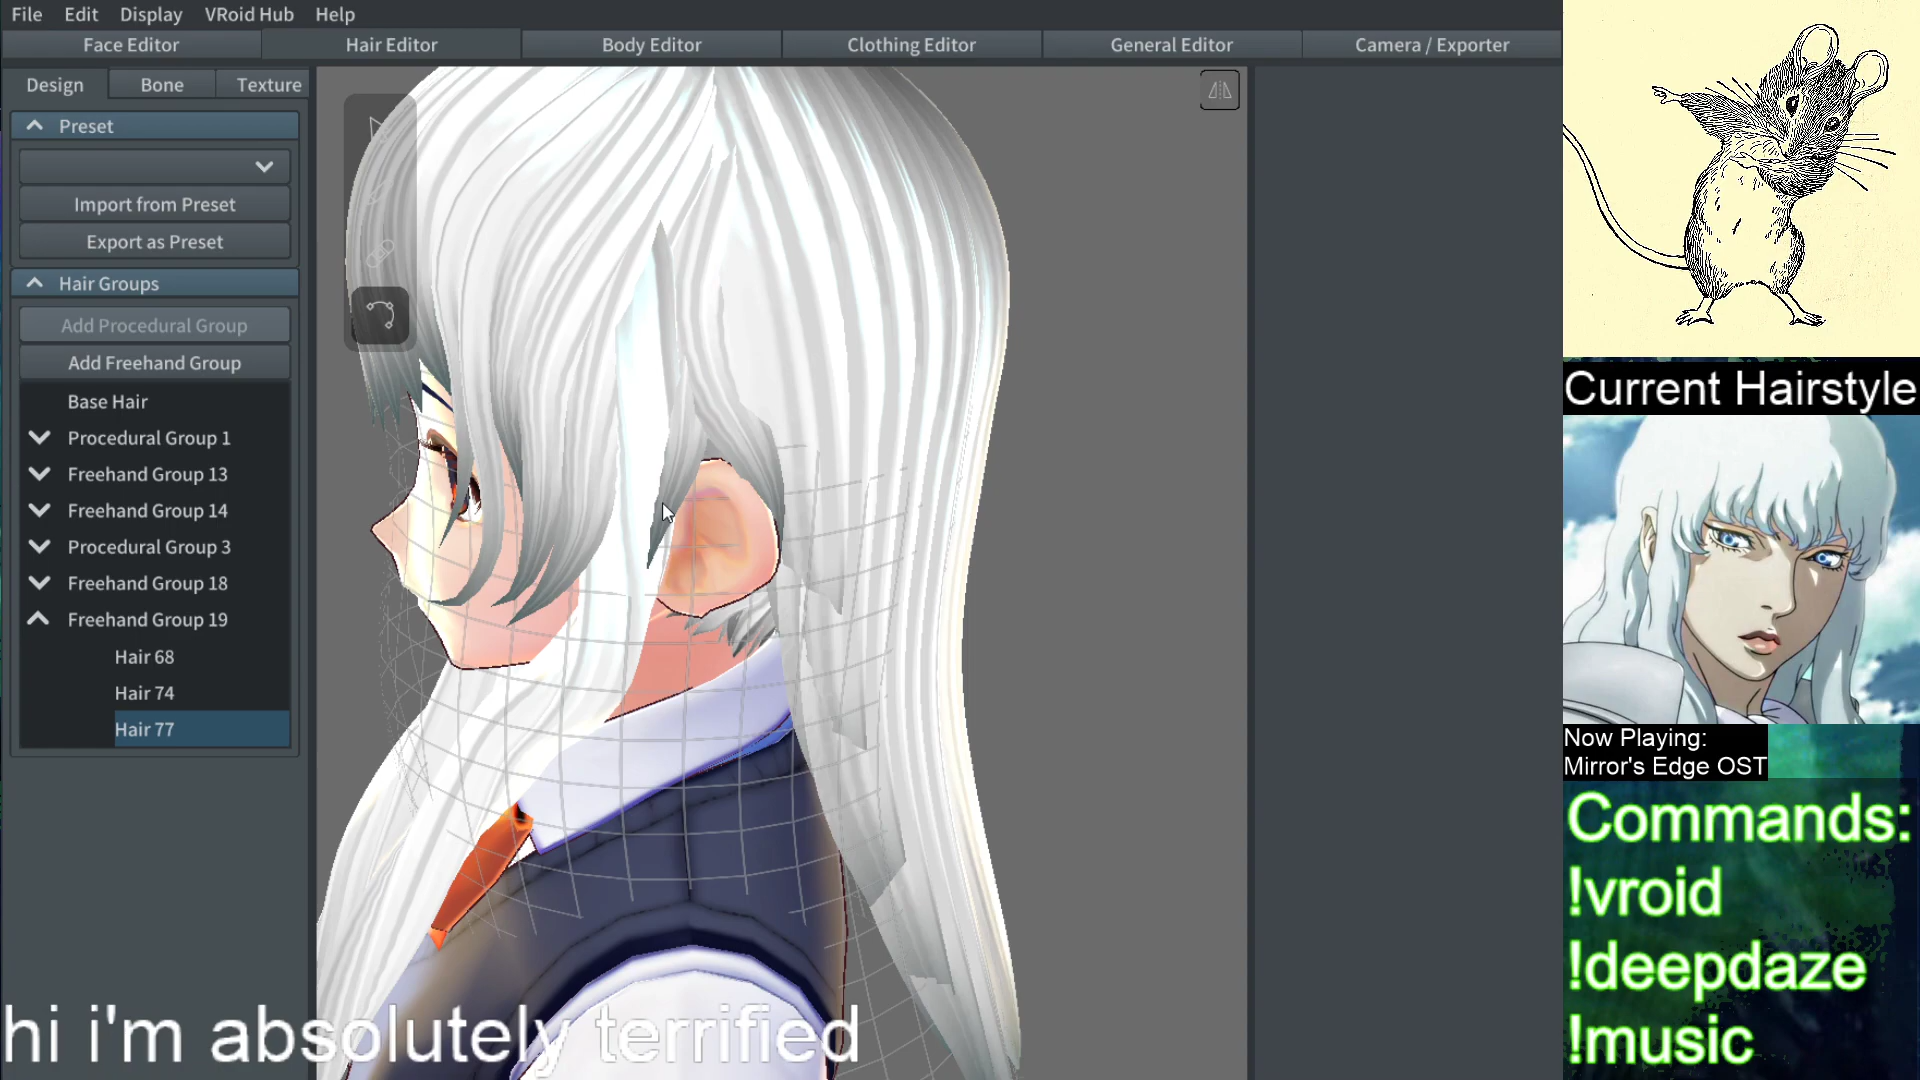 File Edit Display VRoid Hub Help
Face Editor Hair Editor Body Editor Clothing Editor General Editor Camera / Exporter
Design Bone Texture
Preset
Import from Preset
Export as Preset
Hair Groups
Add Procedural Group
Add Freehand Group
Base Hair
Procedural Group 1
Freehand Group 13
Freehand Group 14
Procedural Group 3
Freehand Group 18
Freehand Group 19
Hair 68
Hair 74
Hair 77
hi i'm absolutely terrified
Current Hairstyle
Now Playing:
Mirror's Edge OST
Commands:
!vroid
!deepdaze
!music